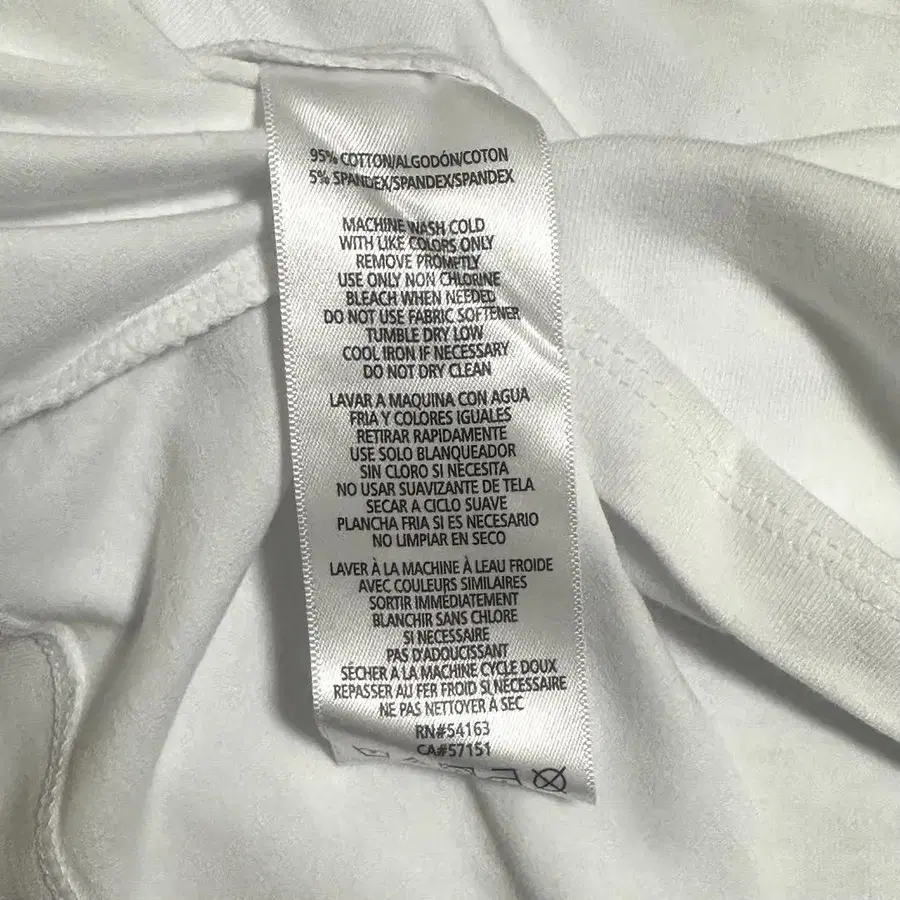 95% COTTON/ALGODÓN/COTON
5% SPANDEX/SPANDEX/SPANDEX
MACHINE WASH COLD
WITH LIKE COLORS ONLY
REMOVE PROMPTLY
USE ONLY NON CHLORINE
BLEACH WHEN NEEDED
DO NOT USE FABRIC SOFTENER
TUMBLE DRY LOW
COOL IRON IF NECESSARY
DO NOT DRY CLEAN
LAVAR A MAQUINA CON AGUA
FRIA Y COLORES IGUALES
RETIRAR RAPIDAMENTE
USE SOLO BLANQUEADOR
SIN CLORO SI NECESITA
NO USAR SUAVIZANTE DE TELA
SECAR A CICLO SUAVE
PLANCHA FRIA SI ES NECESARIO
NO LIMPIAR EN SECO
LAVER À LA MACHINE À LEAU FROIDE
AVEC COULEURS SIMILAIRES
SORTIR IMMÉDIATEMENT
BLANCHIR SANS CHLORE
SI NECESSAIRE
PAS D'ADOUCISSANT
SÉCHER À LA MACHINE CYCLE DOUX
REPASSER AU FER FROID SI NÉCESSAIRE
NE PAS NETTOYER À SEC
RN#54163
CA#57151